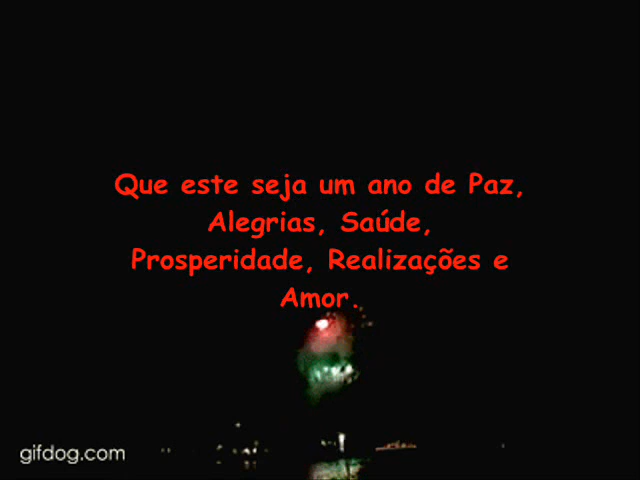 Que este seja um ano de Paz,
Alegrias, Saúde,
Prosperidade, Realizações e
Amor.
gifdog.com